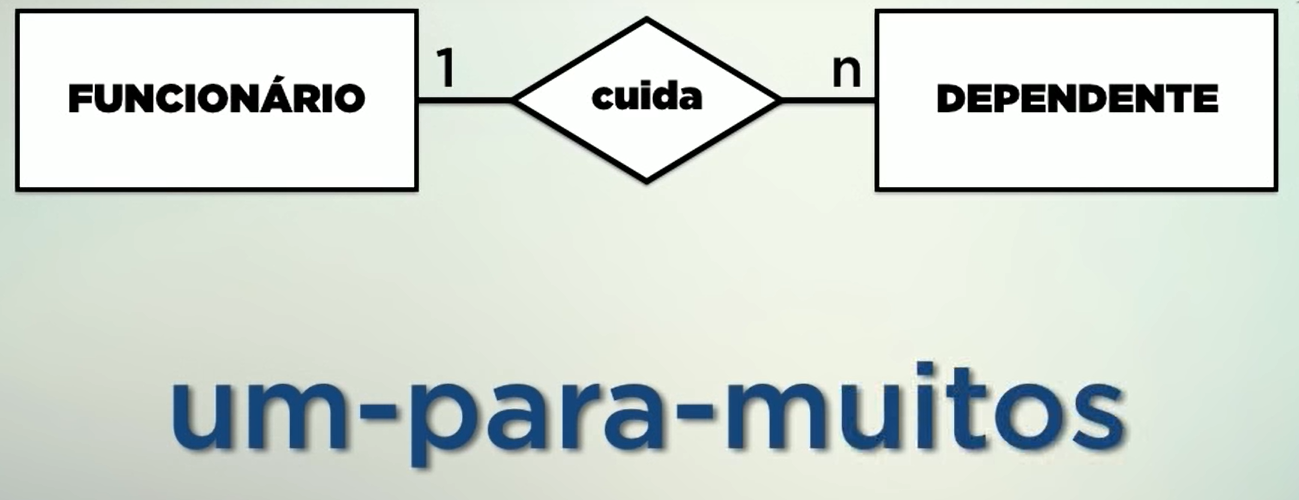 FUNCIONÁRIO 1 cuida n DEPENDENTE
um-para-muitos